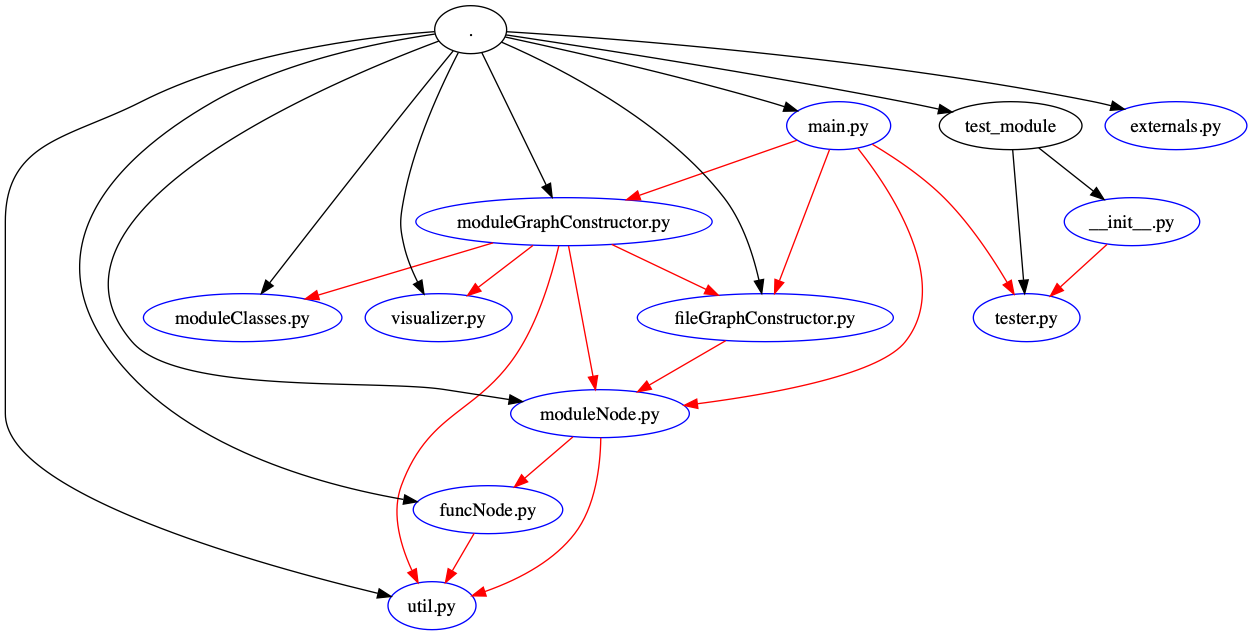 .
main.py
test_module
externals.py
moduleGraphConstructor.py
__init__.py
moduleClasses.py
visualizer.py
fileGraphConstructor.py
tester.py
moduleNode.py
funcNode.py
util.py